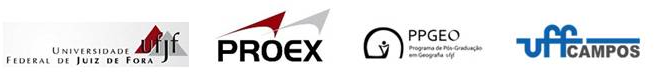 UNIVERSIDADE
FEDERAL DE JUIZ DE FORA
ufjf
PROEX
PPGEO
Programa de Pós-Graduação
em Geografia ufjf
uff CAMPOS